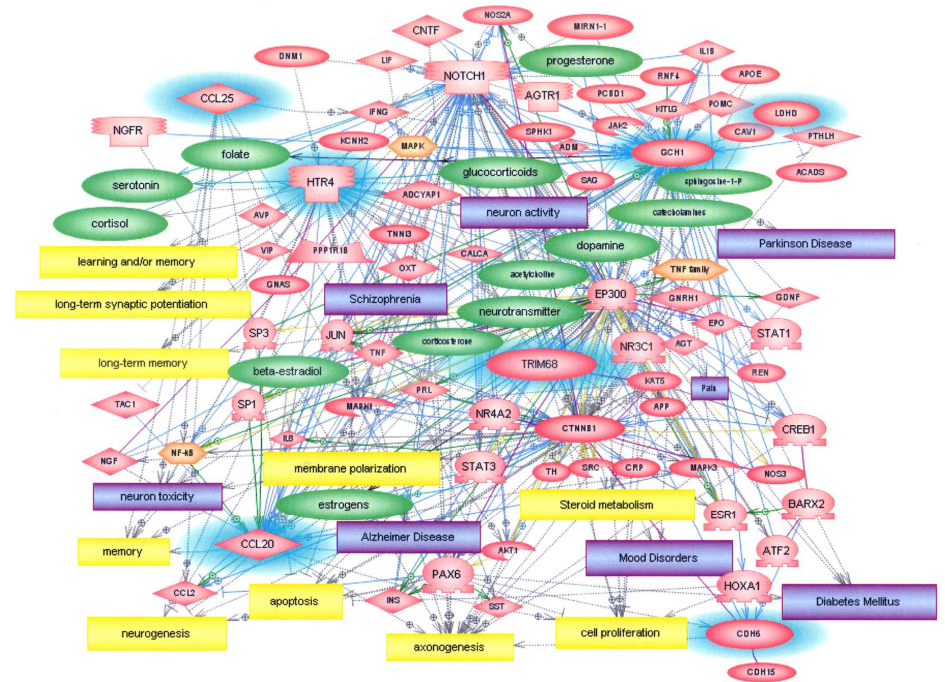 NOS2A
MIRN1-1
CNTF
DNM1
LIF
NOTCH1
progesterone
IL1B
RNF4
APOE
CCL25
AGTR1
PCBD1
KITLG
POMC
LDHD
IFNG
NGFR
KCNH2
MAPK
SPHK1
JAK2
CAV1
PTHLH
folate
ADM
GCH1
serotonin
HTR4
glucocorticoids
SAG
sphingosine-1-P
ACADS
ADCYAP1
cortisol
AVP
neuron activity
catecholamines
TNNI3
dopamine
Parkinson Disease
learning and/or memory
VIP
PPP1R1B
OXT
CALCA
acetylcholine
TNF family
GNAS
Schizophrenia
EP300
GNRH1
GDNF
long-term synaptic potentiation
neurotransmitter
SP3
JUN
corticosterone
NR3C1
EPO
STAT1
long-term memory
TNF
TRIM68
AGT
beta-estradiol
PRL
KAT5
Pain
REN
TAC1
SP1
MAPK1
NR4A2
APP
CTNNB1
CREB1
IL8
NGF
NF-kB
membrane polarization
STAT3
TH
SRC
CRP
MAPK3
NOS3
neuron toxicity
estrogens
Steroid metabolism
ESR1
BARX2
memory
CCL20
Alzheimer Disease
AKT1
Mood Disorders
ATF2
CCL2
apoptosis
PAX6
INS
SST
HOXA1
Diabetes Mellitus
neurogenesis
axonogenesis
cell proliferation
CDH6
CDH15